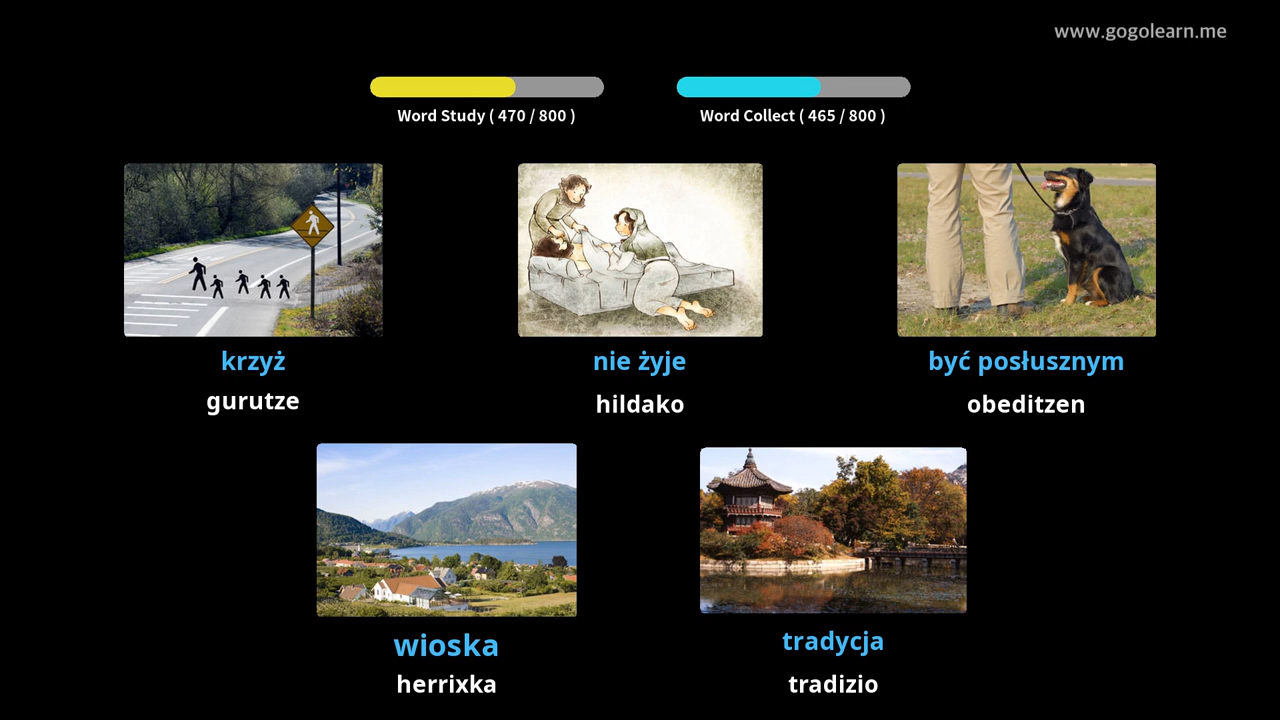 www.gogolearn.me
Word Study ( 470 / 800 )
Word Collect ( 465 / 800 )
krzyż
gurutze
nie żyje
hildako
być posłusznym
obeditzen
wioska
herrixka
tradycja
tradizio